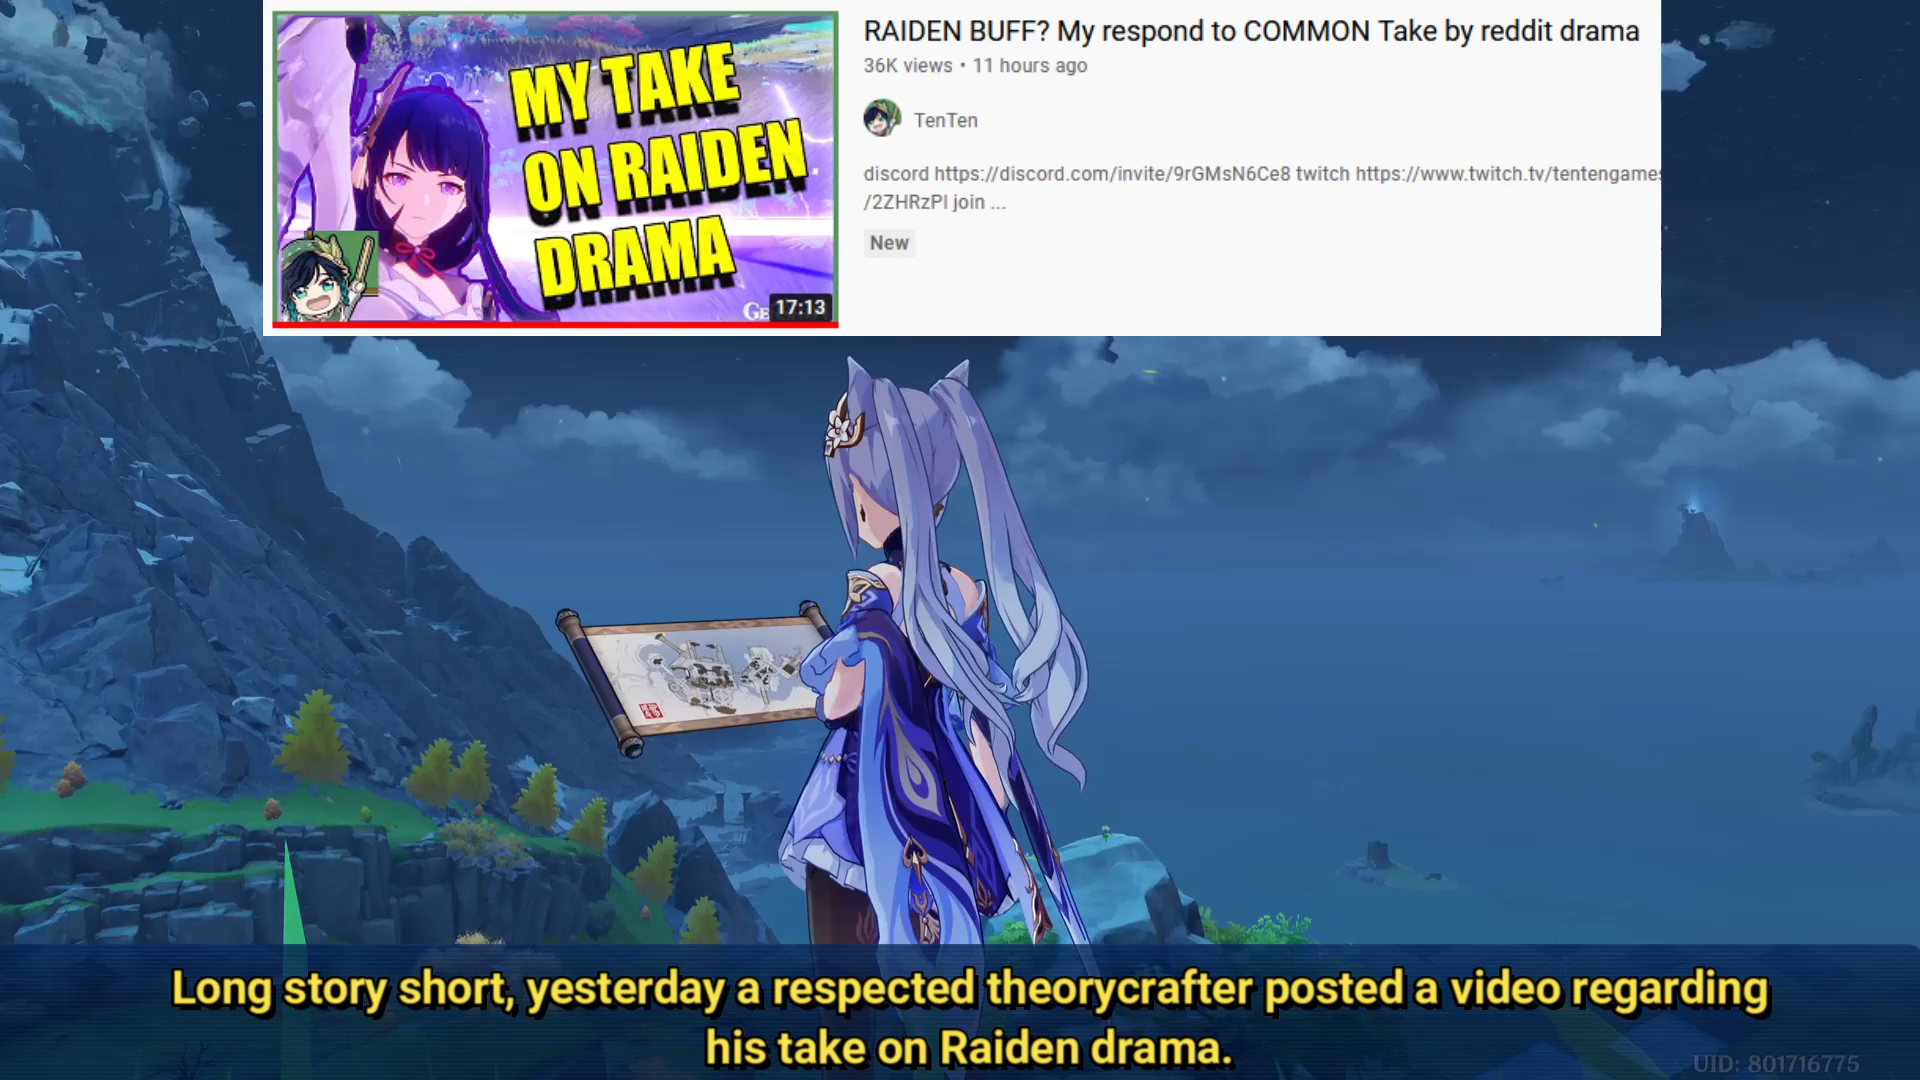 MY TAKE
ON RAIDEN
DRAMA
GE
17:13
RAIDEN BUFF? My respond to COMMON Take by reddit drama
36K views • 11 hours ago
TenTen
discord https://discord.com/invite/9rGMsN6Ce8 twitch https://www.twitch.tv/tentengames
/2ZHRzPI join ...
New
Long story short, yesterday a respected theorycrafter posted a video regarding
his take on Raiden drama.
UID: 801716775